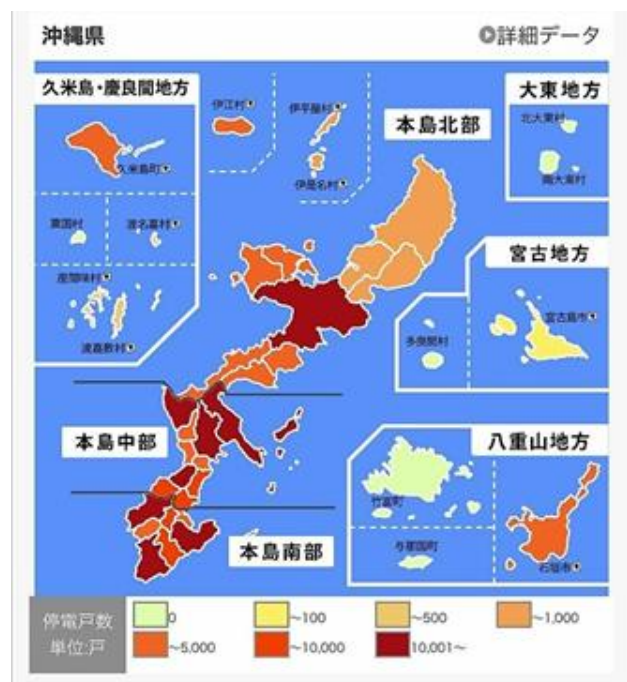 沖縄県
詳細データ
久米島・慶良間地方
久米島町
粟国村
渡名喜村
座間味村
渡嘉敷村
伊江村
伊平屋村
伊是名村
本島北部
大東地方
北大東村
南大東村
宮古地方
宮古島市
多良間村
本島中部
本島南部
八重山地方
竹富町
与那国町
石垣市
停電戸数
単位:戸
0
～100
～500
～1,000
～5,000
～10,000
10,001～